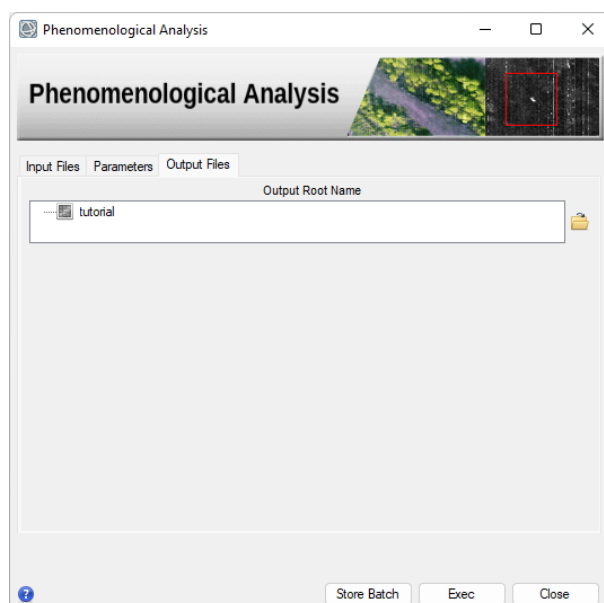 Phenomenological Analysis
Phenomenological Analysis
Input Files Parameters Output Files
Output Root Name
tutorial
? Store Batch Exec Close